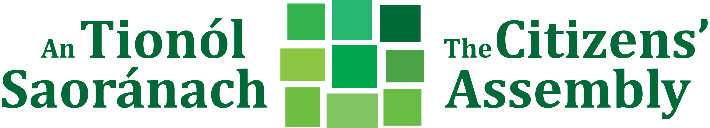 An Tionól
Saoránach
The Citizens’
Assembly